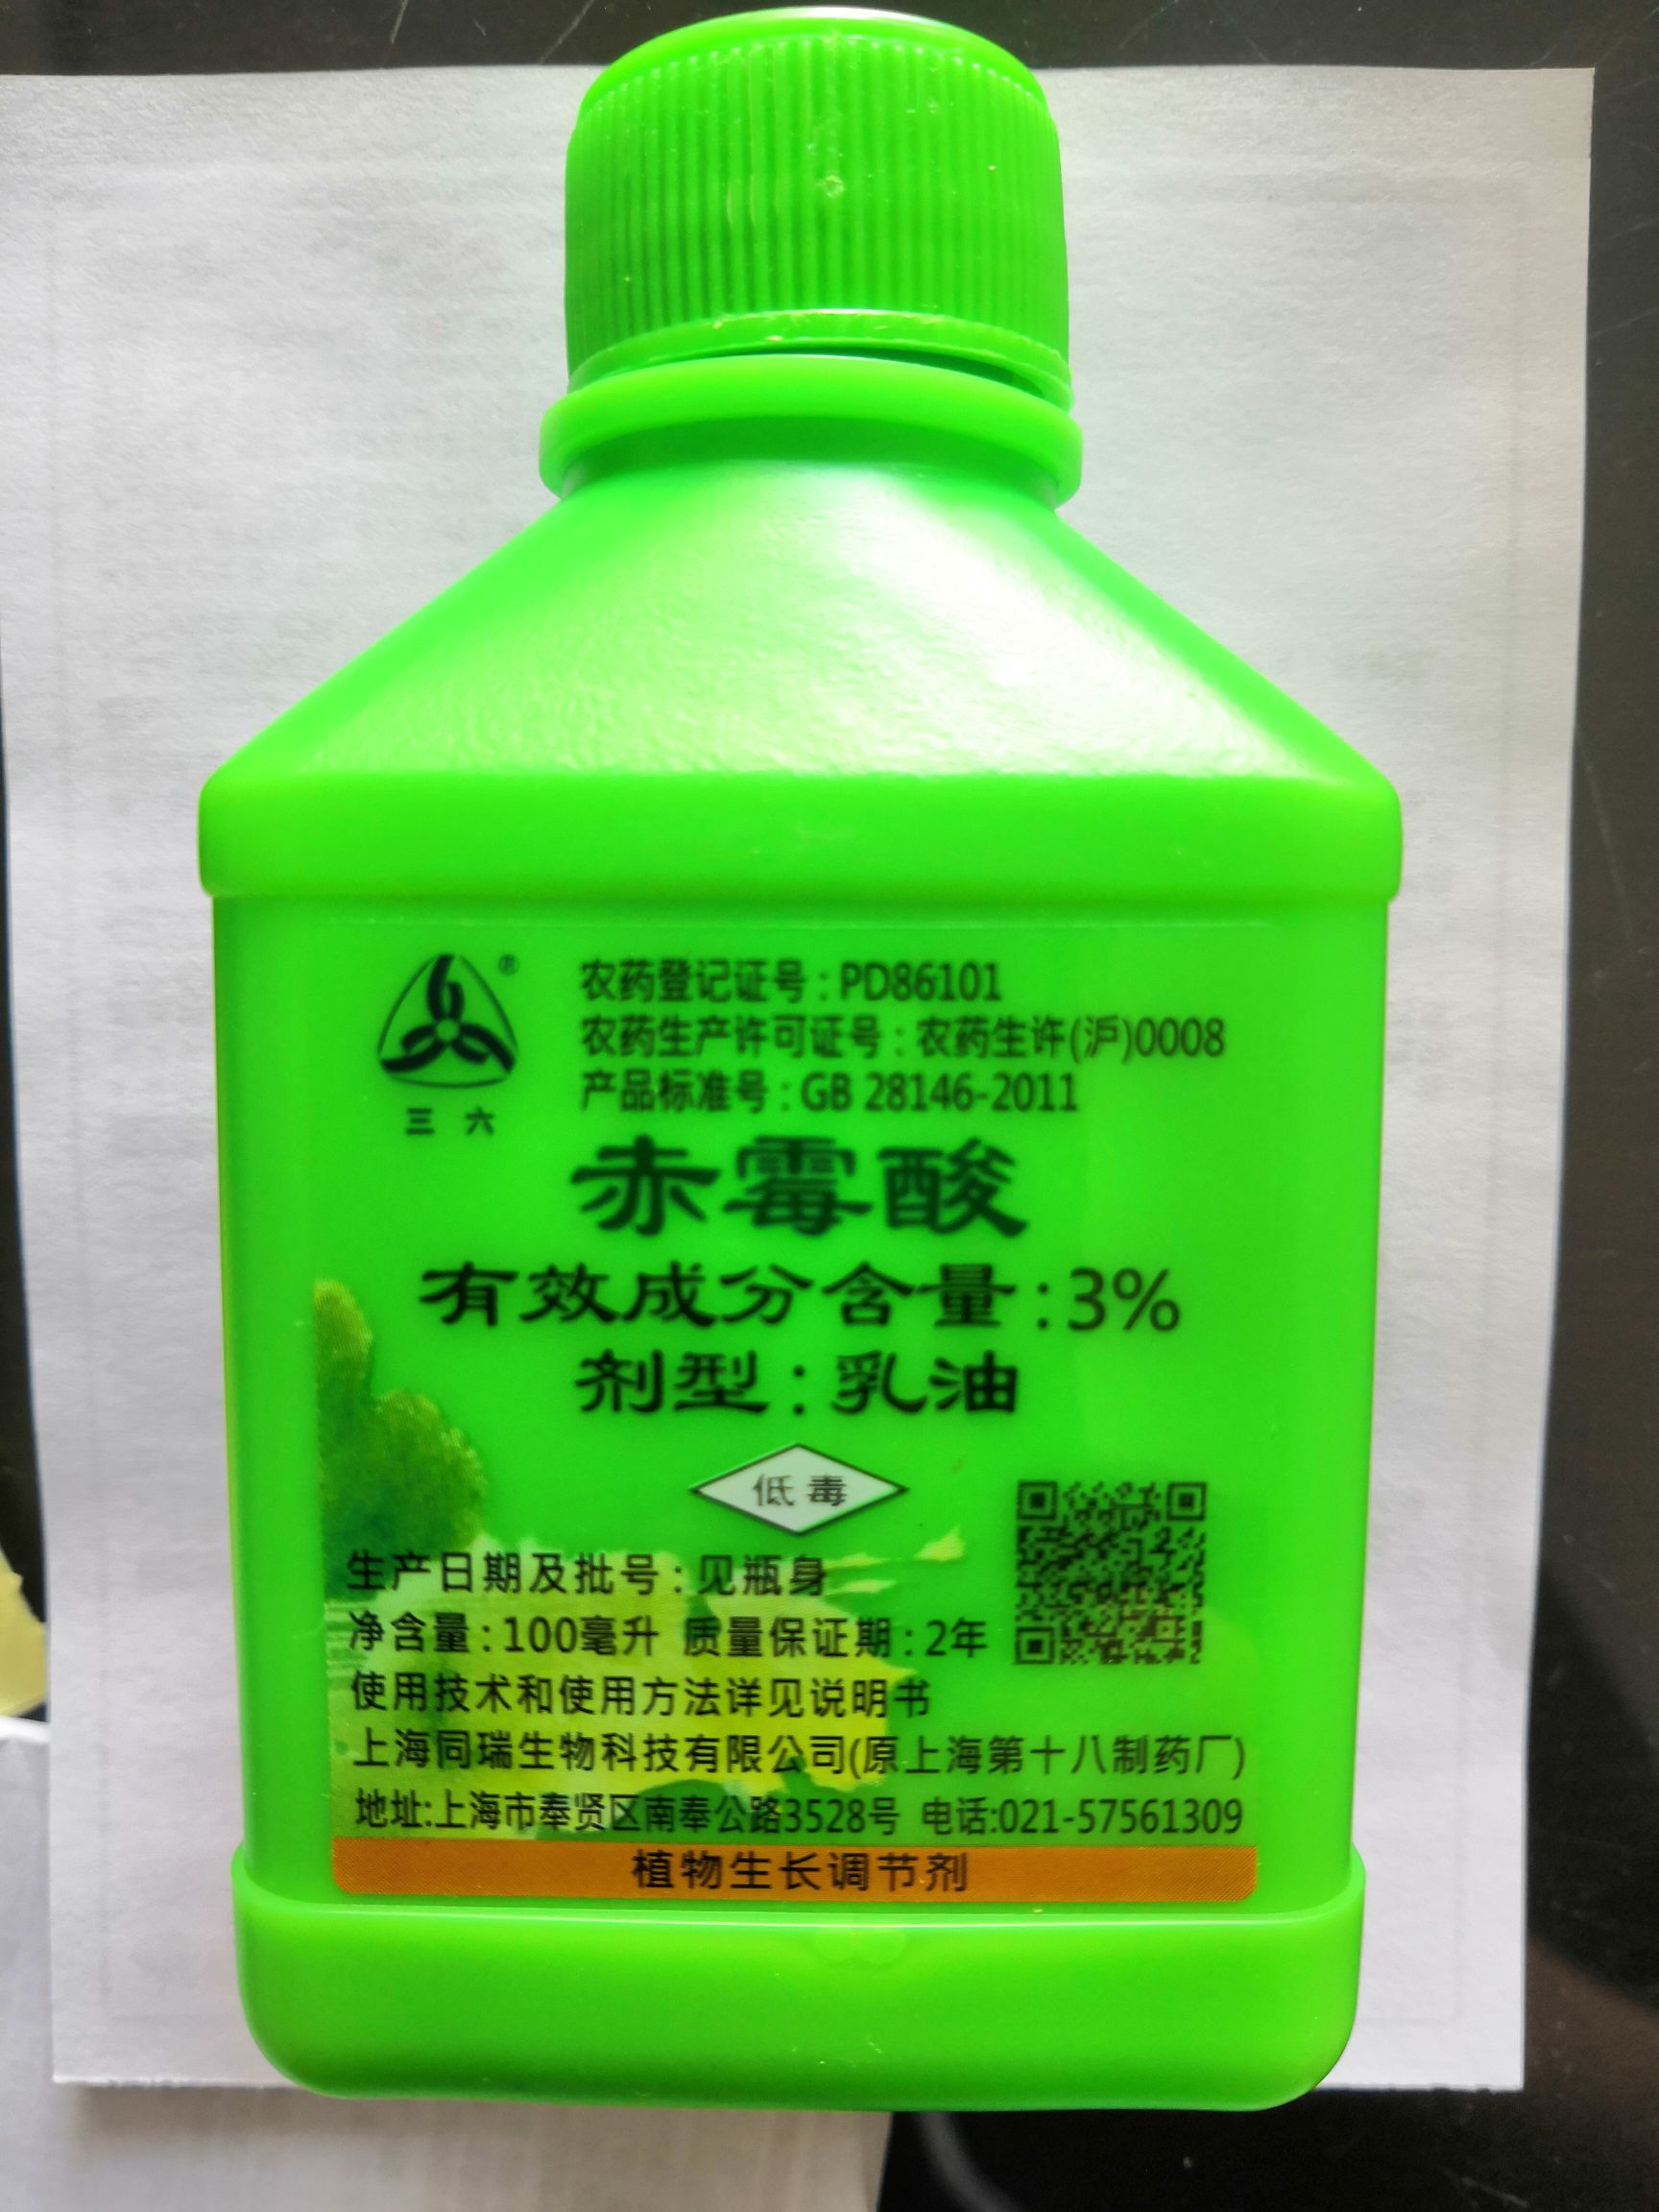 ®
三六
农药登记证号:PD86101
农药生产许可证号:农药生许(沪)0008
产品标准号:GB 28146-2011
赤霉酸
有效成分含量:3%
剂型:乳油
低毒
生产日期及批号:见瓶身
净含量:100毫升 质量保证期:2年
使用技术和使用方法详见说明书
上海同瑞生物科技有限公司(原上海第十八制药厂)
地址:上海市奉贤区南奉公路3528号 电话:021-57561309
植物生长调节剂